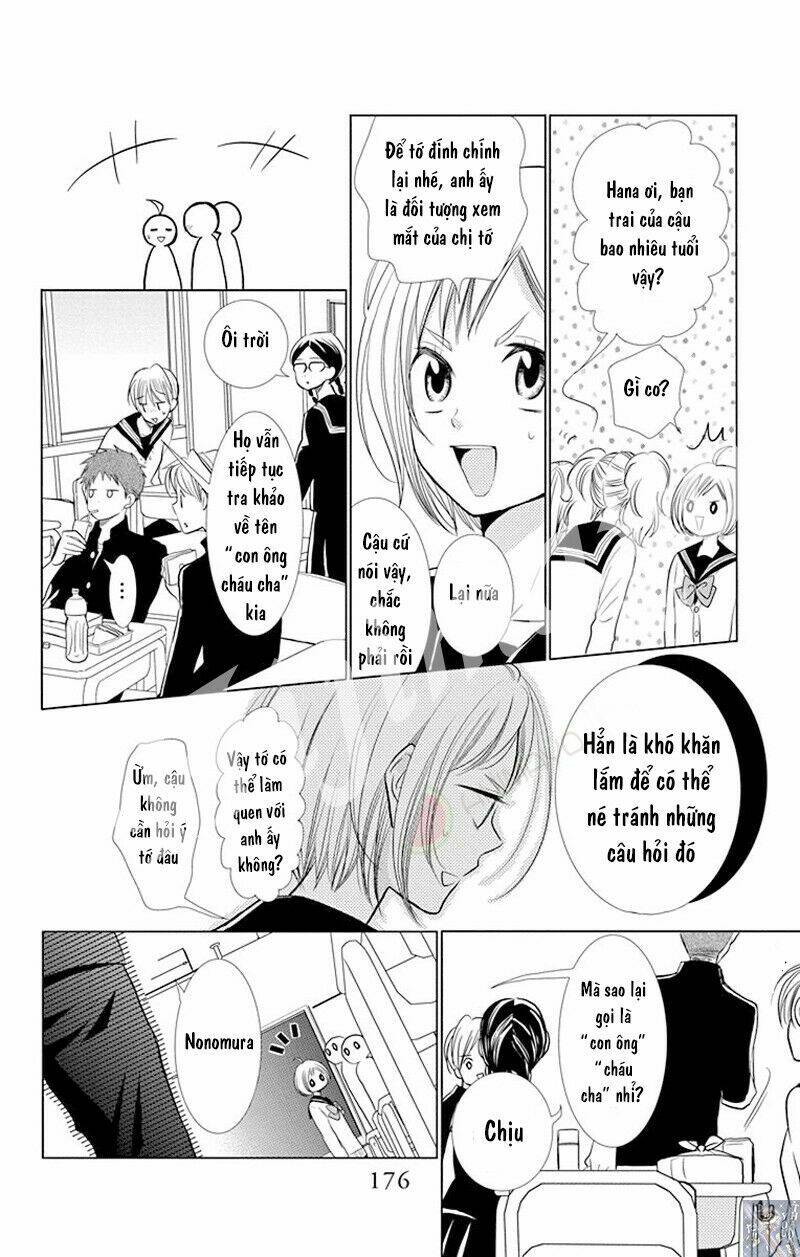 Hana ơi, bạn
trai của cậu
bao nhiêu tuổi
vậy?
Gì cơ?
Để tớ đính chính
lại nhé, anh ấy
là đối tượng xem
mắt của chị tớ
Lại nữa
Cậu cứ
nói vậy,
chắc
không
phải rồi
Ôi trời
Họ vẫn
tiếp tục
tra khảo
về tên
“con ông
cháu cha”
kia
...
Hẳn là khó khăn
lắm để có thể
né tránh những
câu hỏi đó
Vậy tớ có
thể làm
quen với
anh ấy
không?
Ừm, cậu
không
cần hỏi ý
tớ đâu
Mà sao lại
gọi là
“con ông”
“cháu
cha” nhỉ?
Chịu
Nonomura
176